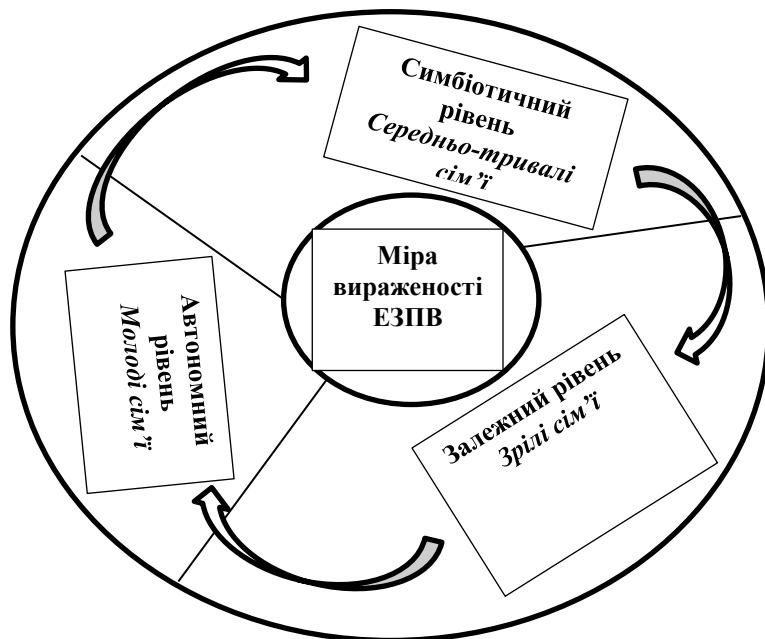 Симбіотичний
рівень
Середньо-тривалі
сім’ї
Міра
вираженості
ЕЗПВ
Автономний
рівень
Молоді сім’ї
Залежний рівень
Зрілі сім’ї